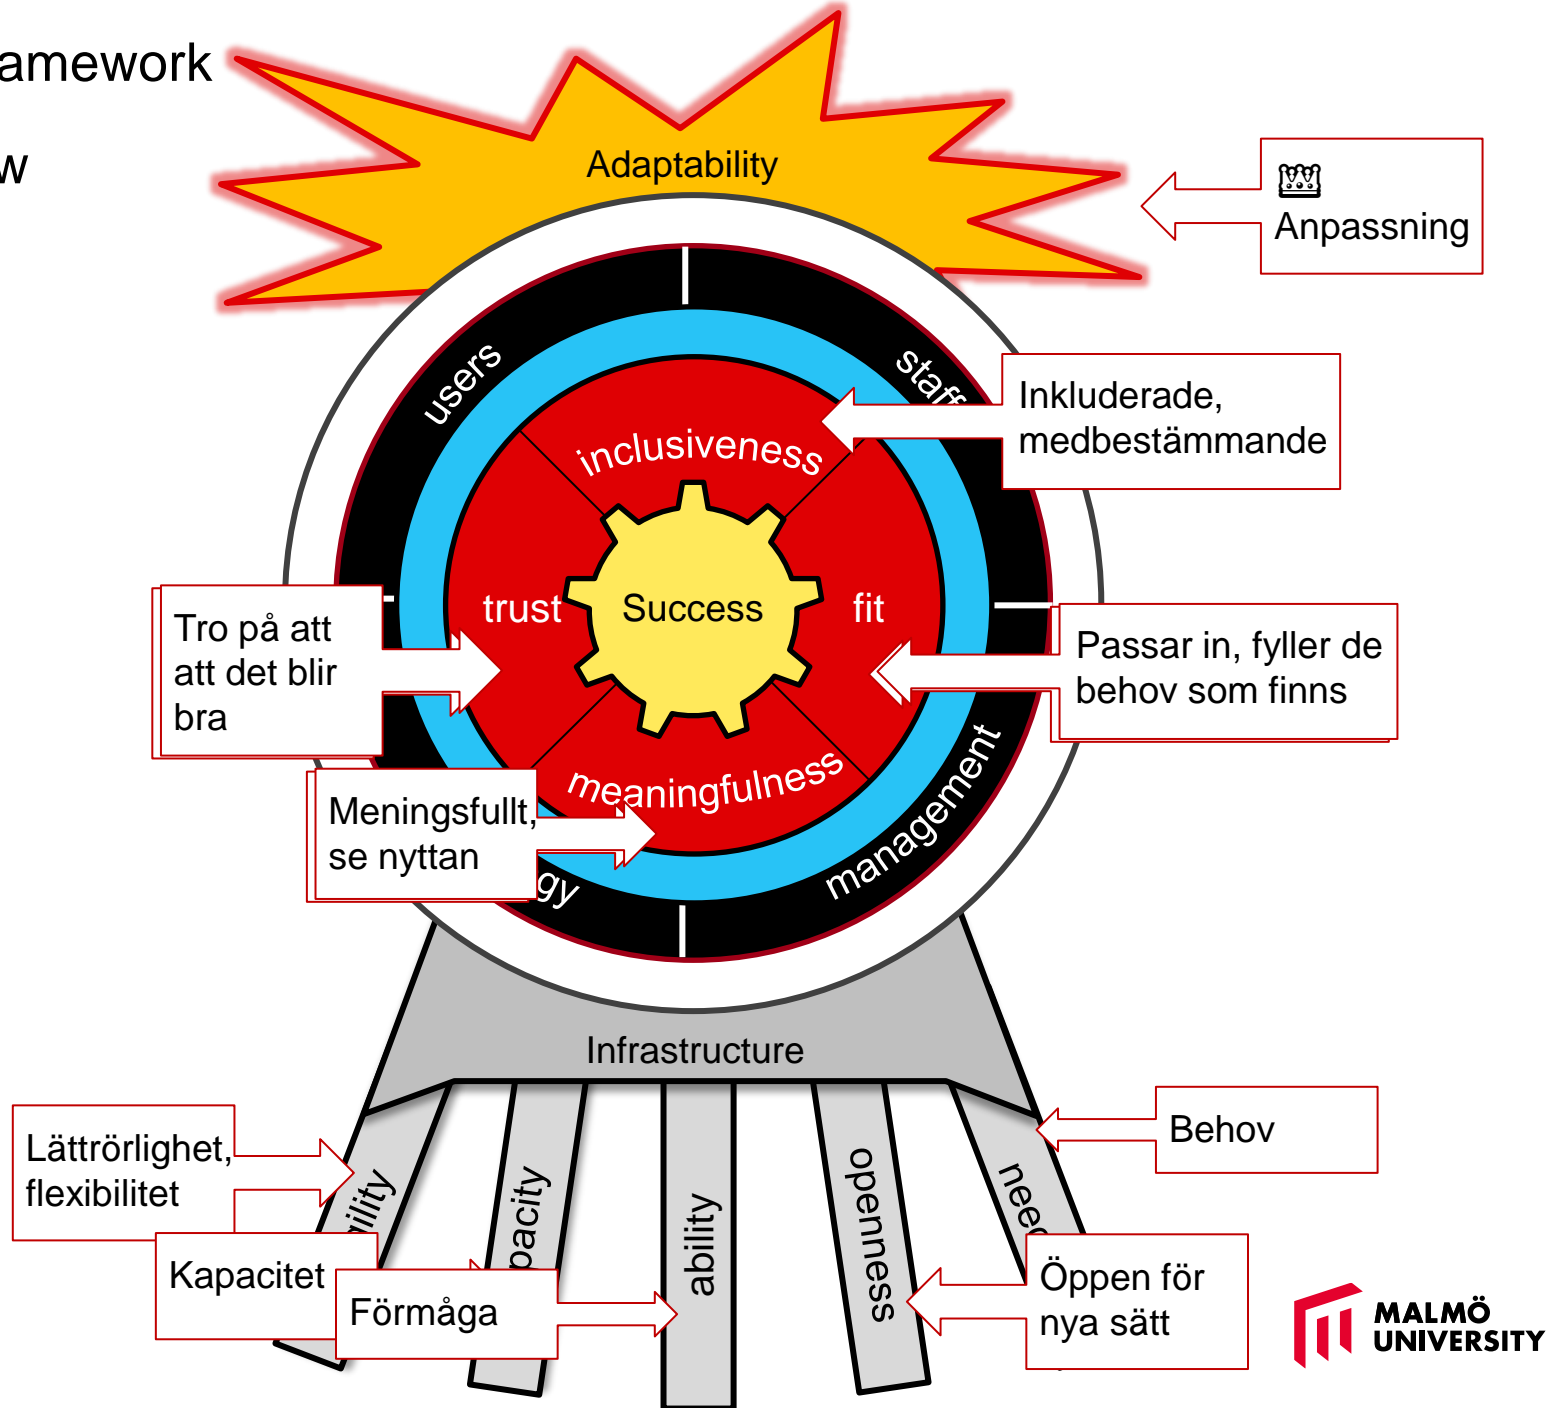 amework
w
Adaptability
Anpassning
users
staff
Inkluderade,
medbestämmande
inclusiveness
trust
Success
fit
Tro på att
att det blir
bra
Passar in, fyller de
behov som finns
meaningfulness
management
Meningsfullt,
se nyttan
gy
Infrastructure
Lättrörlighet,
flexibilitet
Behov
ility
pacity
ability
openness
need
Kapacitet
Förmåga
Öppen för
nya sätt
MALMÖ
UNIVERSITY